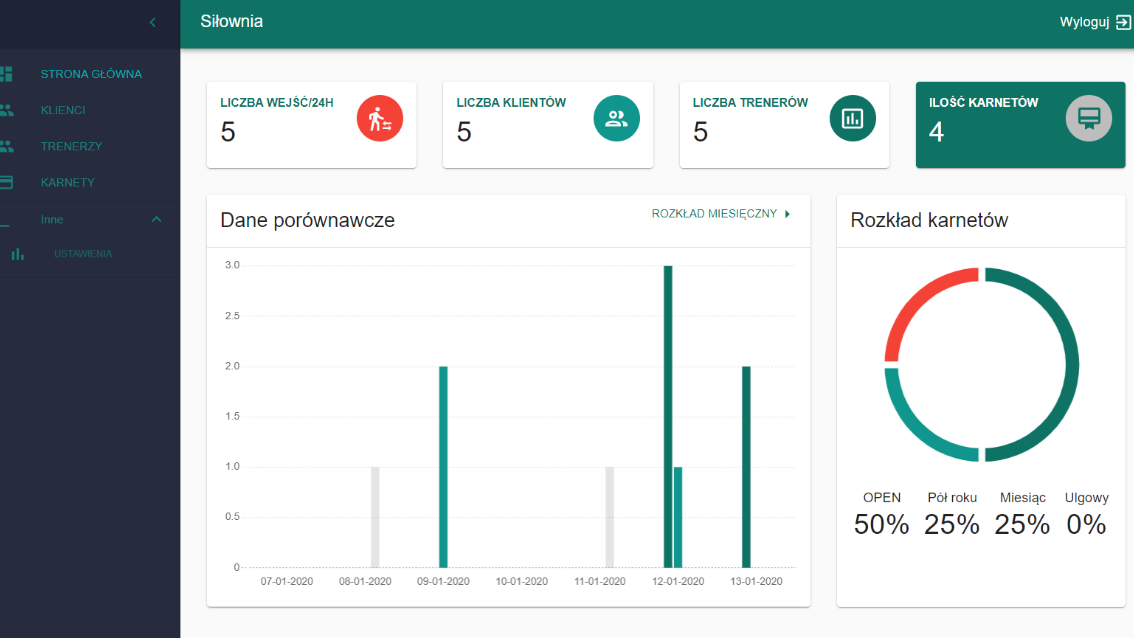 Siłownia
Wyloguj
STRONA GŁÓWNA
KLIENCI
TRENERZY
KARNETY
Inne
USTAWIENIA
LICZBA WEJŚĆ/24H
5
LICZBA KLIENTÓW
5
LICZBA TRENERÓW
5
ILOŚĆ KARNETÓW
4
Dane porównawcze
ROZKŁAD MIESIĘCZNY
3.0
2.5
2.0
1.5
1.0
0.5
0
07-01-2020 08-01-2020 09-01-2020 10-01-2020 11-01-2020 12-01-2020 13-01-2020
Rozkład karnetów
OPEN Pół roku Miesiąc Ulgowy
50% 25% 25% 0%